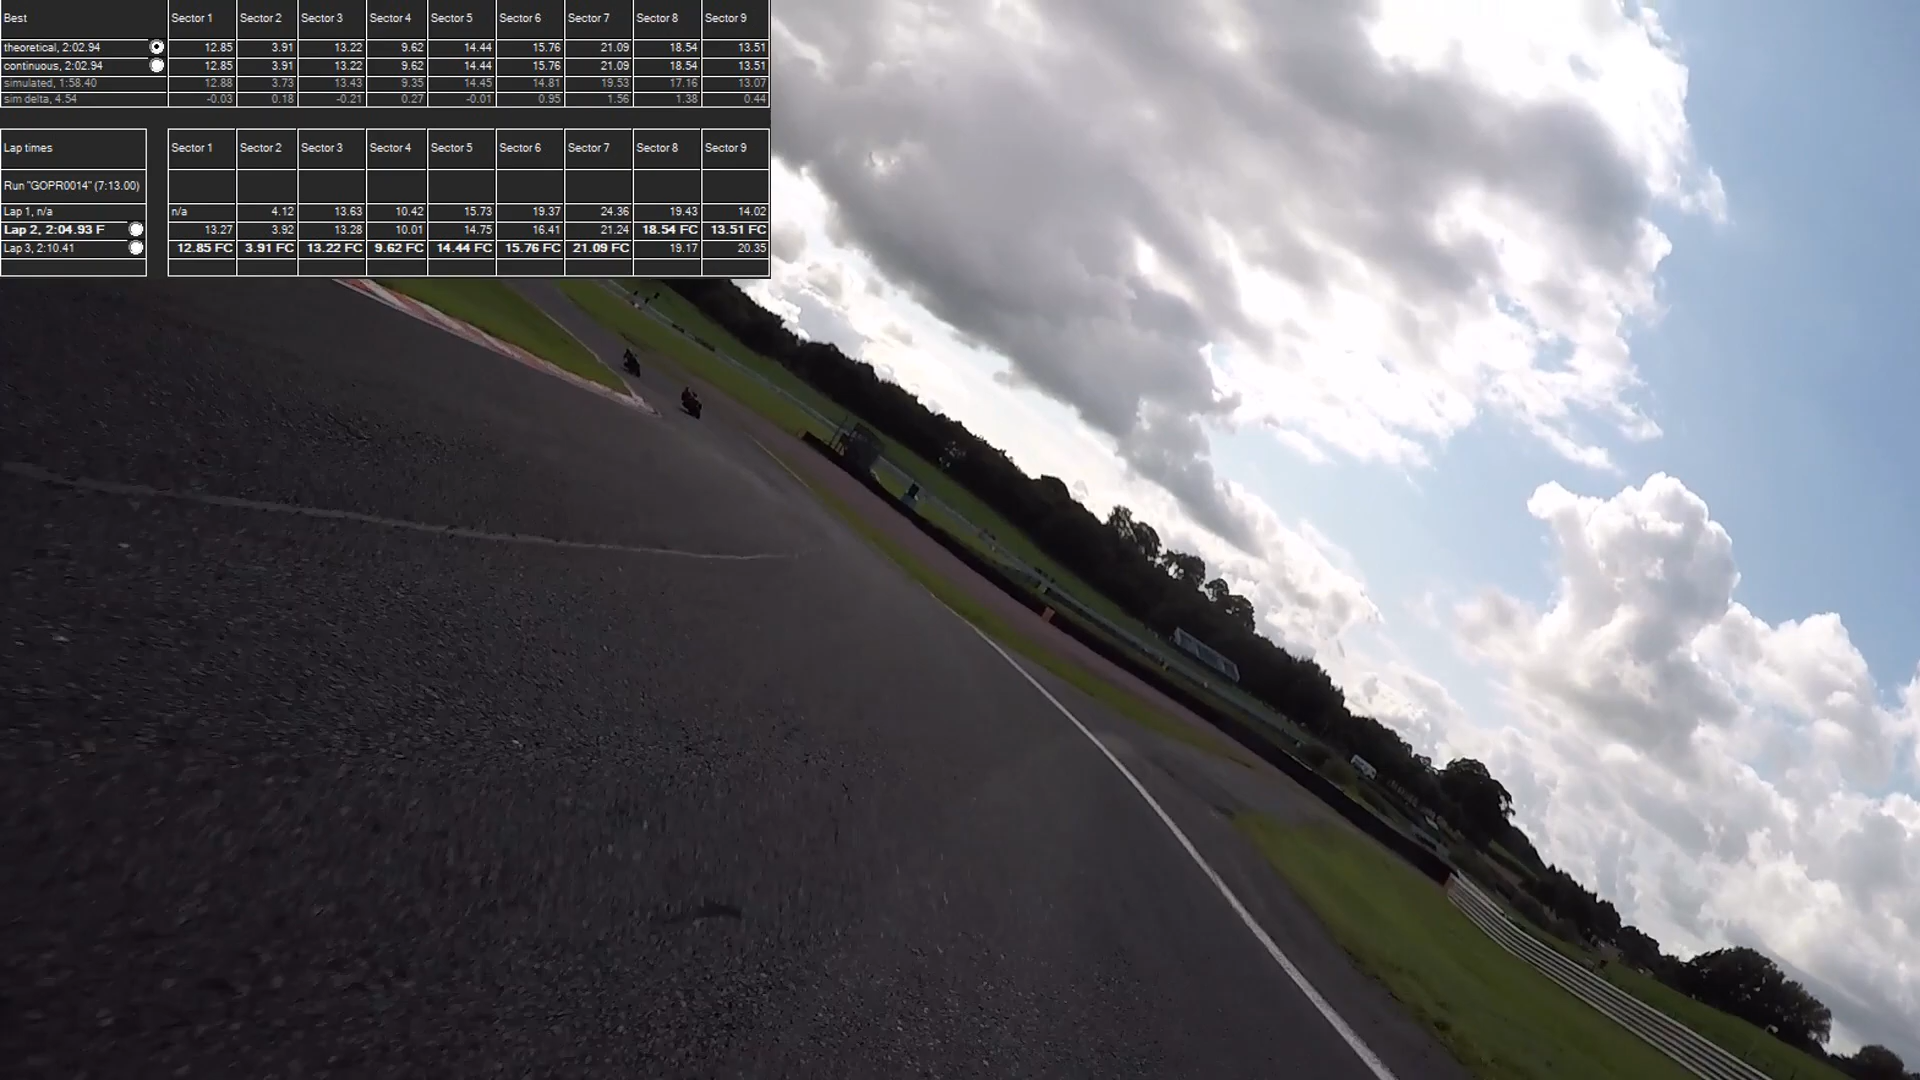 Best Sector 1 Sector 2 Sector 3 Sector 4 Sector 5 Sector 6 Sector 7 Sector 8 Sector 9
theoretical, 2:02.94 12.85 3.91 13.22 9.62 14.44 15.76 21.09 18.54 13.51
continuous, 2:02.94 12.85 3.91 13.22 9.62 14.44 15.76 21.09 18.54 13.51
simulated, 1:58.40 12.88 3.73 13.43 9.35 14.45 14.81 19.53 17.16 13.07
sim delta, 4.54 -0.03 0.18 -0.21 0.27 -0.01 0.95 1.56 1.38 0.44
Lap times Sector 1 Sector 2 Sector 3 Sector 4 Sector 5 Sector 6 Sector 7 Sector 8 Sector 9
Run "GOPR0014" (7:13.00)
Lap 1, n/a n/a 4.12 13.63 10.42 15.73 19.37 24.36 19.43 14.02
Lap 2, 2:04.93 F 13.27 3.92 13.28 10.01 14.75 16.41 21.24 18.54 FC 13.51 FC
Lap 3, 2:10.41 12.85 FC 3.91 FC 13.22 FC 9.62 FC 14.44 FC 15.76 FC 21.09 FC 19.17 20.35